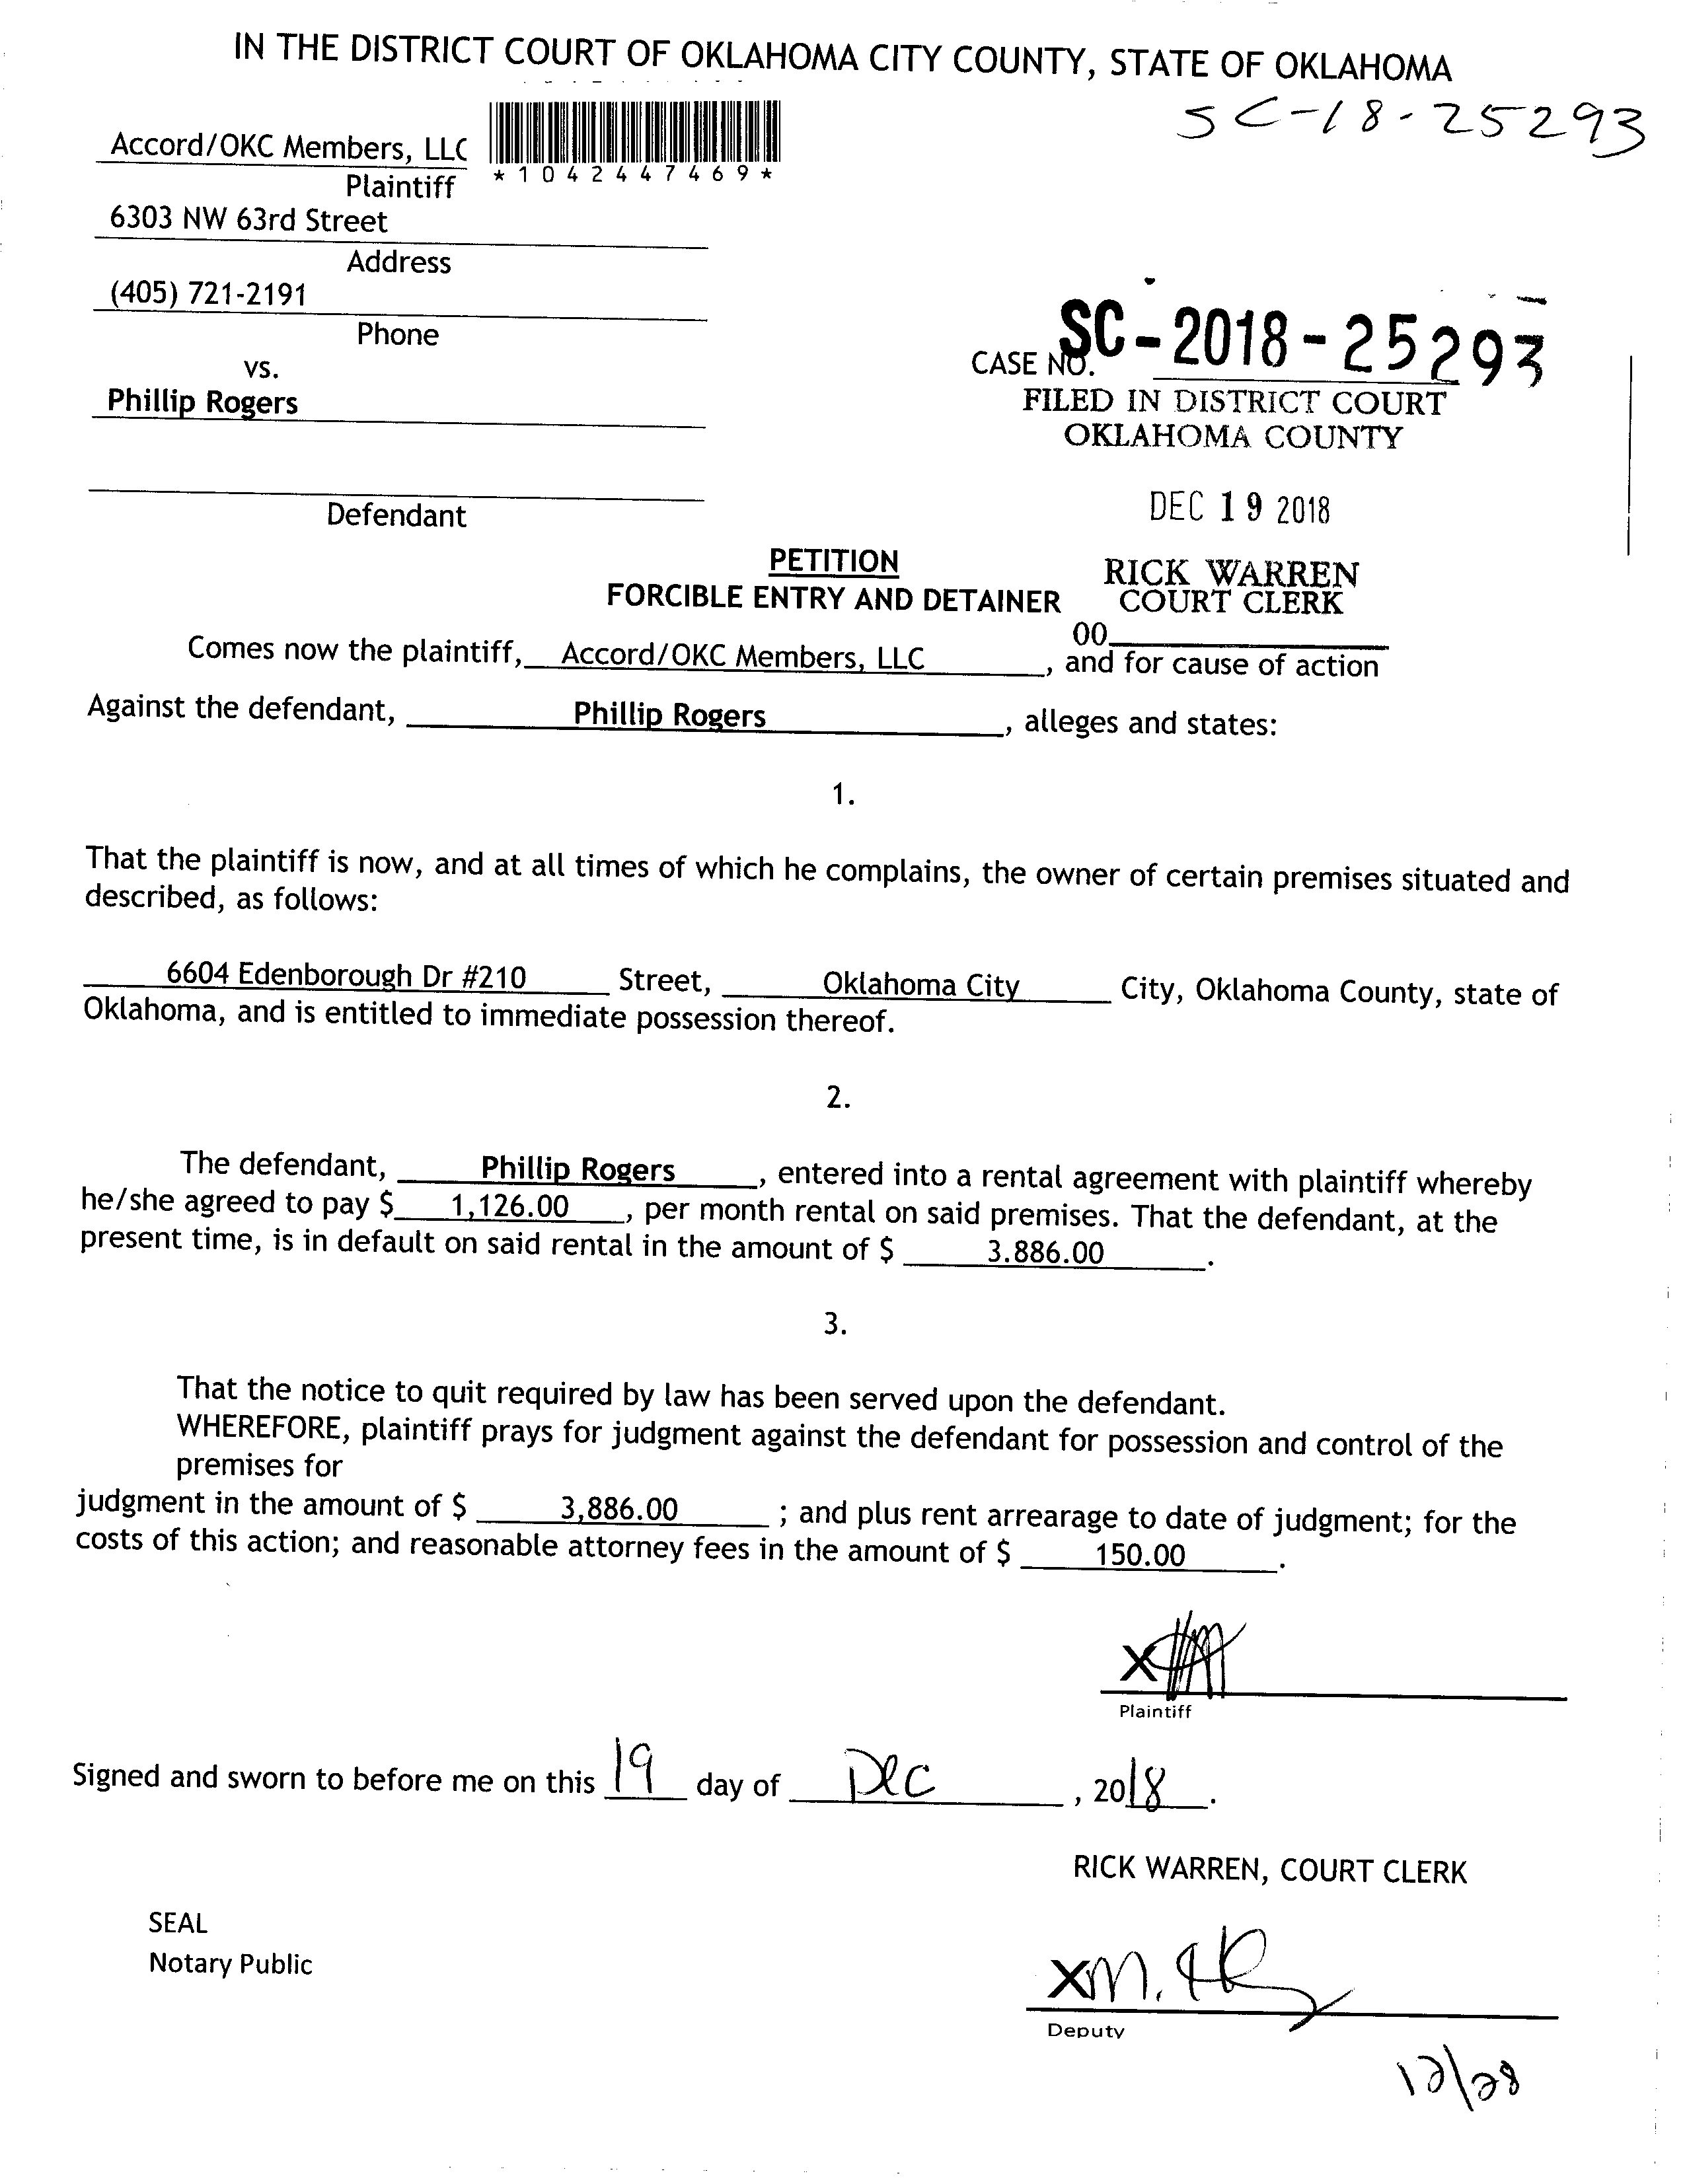 IN THE DISTRICT COURT OF OKLAHOMA CITY COUNTY, STATE OF OKLAHOMA
SC-18-25293
Accord/OKC Members, LLC
*1042447469*
Plaintiff
6303 NW 63rd Street
Address
(405) 721-2191
Phone
vs.
CASE NO. SC-2018-25293
Phillip Rogers
FILED IN DISTRICT COURT
OKLAHOMA COUNTY
Defendant
DEC 19 2018
PETITION
RICK WARREN
FORCIBLE ENTRY AND DETAINER
COURT CLERK
00
Comes now the plaintiff, Accord/OKC Members, LLC, and for cause of action
Against the defendant, Phillip Rogers, alleges and states:
1.
That the plaintiff is now, and at all times of which he complains, the owner of certain premises situated and
described, as follows:
6604 Edenborough Dr #210 Street, Oklahoma City City, Oklahoma County, state of
Oklahoma, and is entitled to immediate possession thereof.
2.
The defendant, Phillip Rogers, entered into a rental agreement with plaintiff whereby
he/she agreed to pay $ 1,126.00, per month rental on said premises. That the defendant, at the
present time, is in default on said rental in the amount of $ 3.886.00.
3.
That the notice to quit required by law has been served upon the defendant.
WHEREFORE, plaintiff prays for judgment against the defendant for possession and control of the
premises for
judgment in the amount of $ 3,886.00; and plus rent arrearage to date of judgment; for the
costs of this action; and reasonable attorney fees in the amount of $ 150.00.
X
Plaintiff
Signed and sworn to before me on this 19 day of Dec, 2018.
RICK WARREN, COURT CLERK
SEAL
Notary Public
X
Deputy
12/28